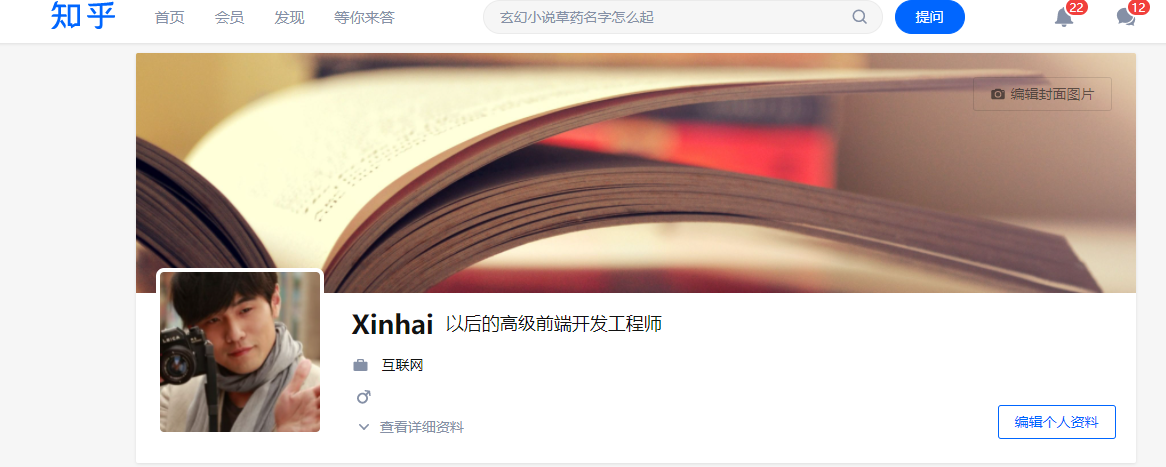 知乎 首页 会员 发现 等你来答 玄幻小说草药名字怎么起 提问 22 12
编辑封面图片
Xinhai 以后的高级前端开发工程师
互联网
查看详细资料
编辑个人资料